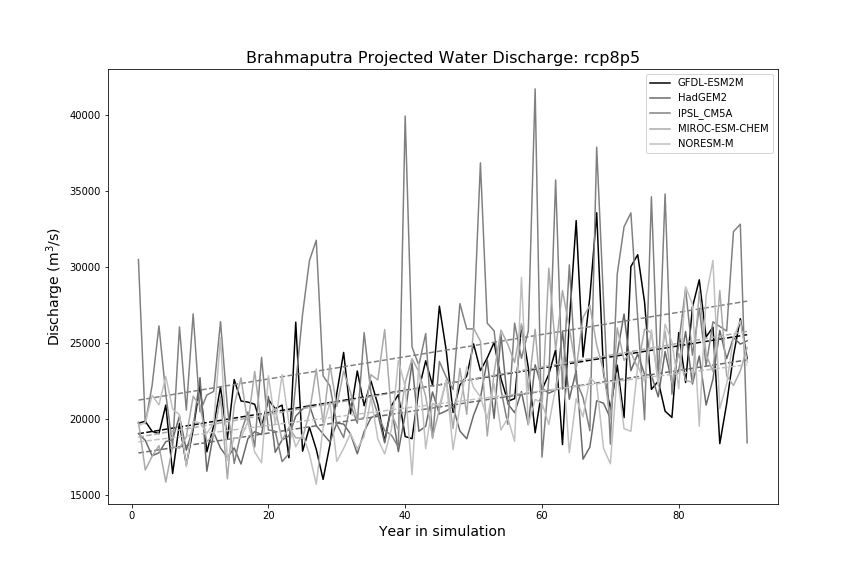 Brahmaputra Projected Water Discharge: rcp8p5
GFDL-ESM2M
HadGEM2
IPSL_CM5A
MIROC-ESM-CHEM
NORESM-M
Discharge (m³/s)
40000
35000
30000
25000
20000
15000
0 20 40 60 80
Year in simulation